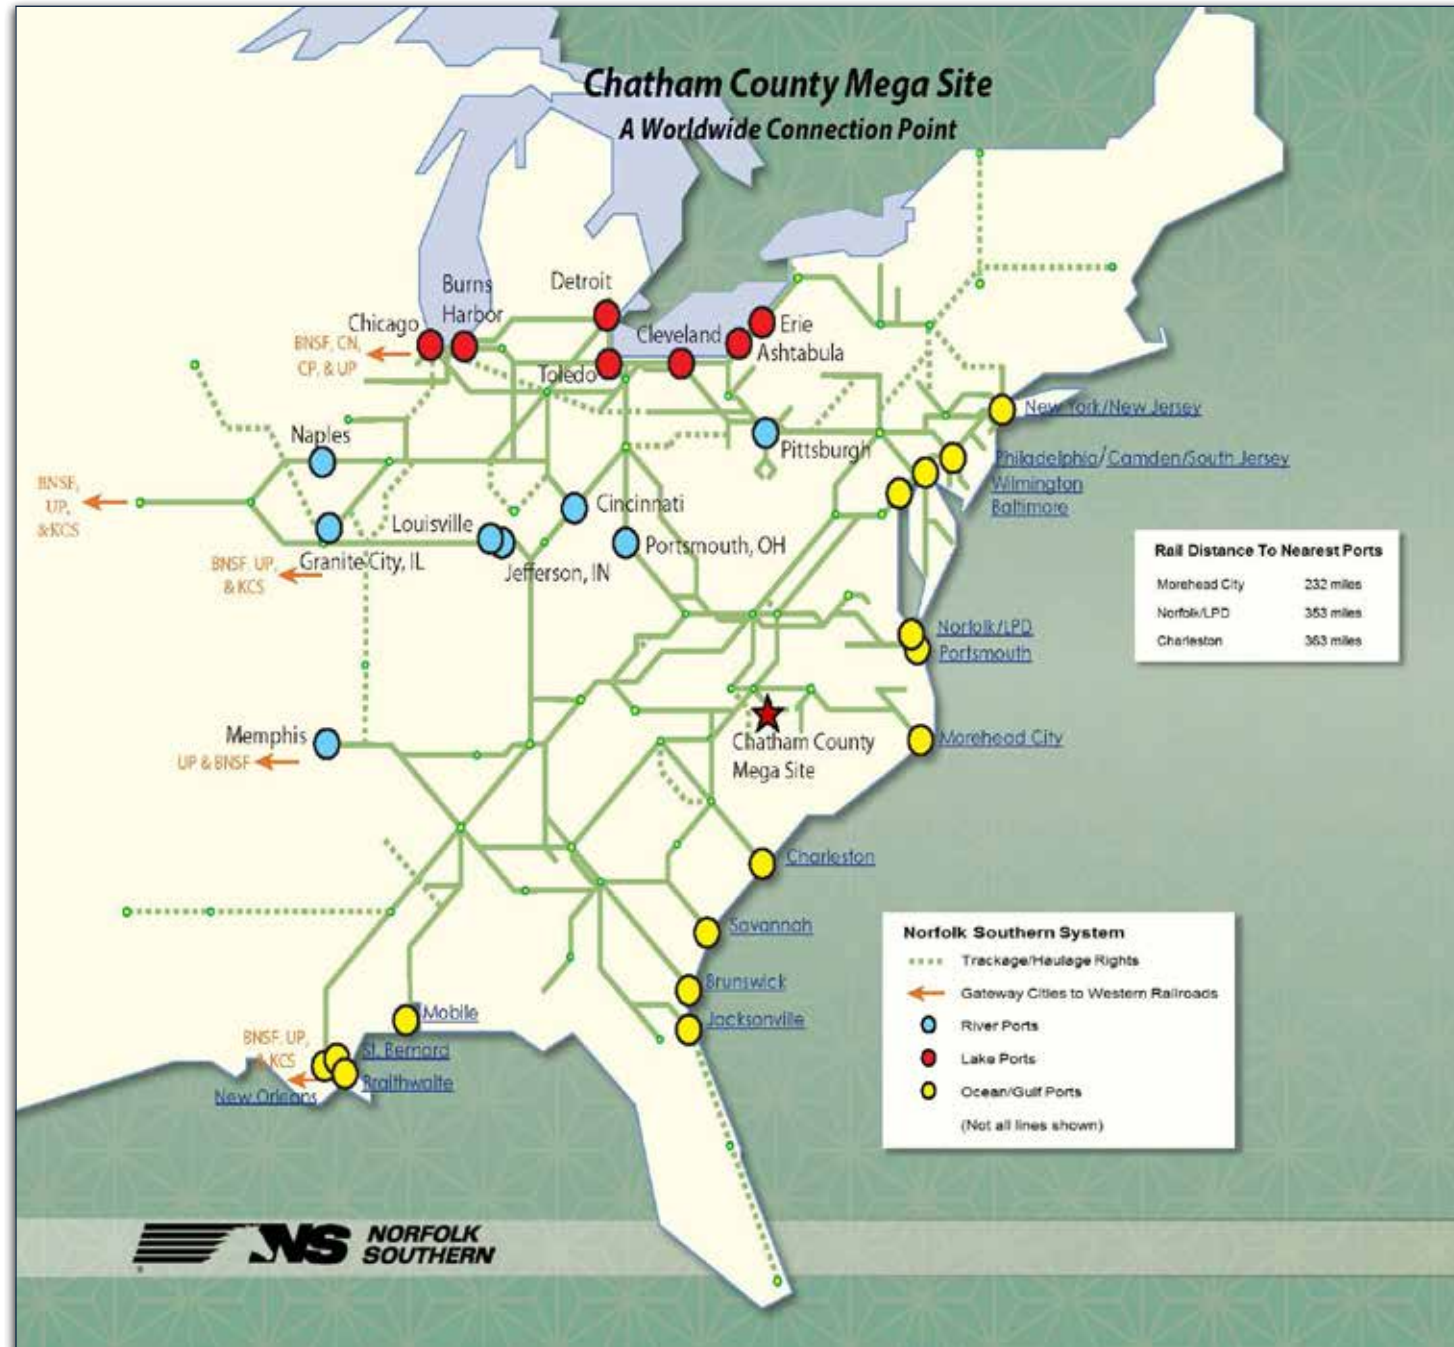 Chatham County Mega Site
A Worldwide Connection Point
Burns
Harbor
Detroit
Chicago
Cleveland
Erie
Ashtabula
Toledo
BNSF, CN,
CP, & UP
New York/New Jersey
Naples
Pittsburgh
Philadelphia/Camden/South Jersey
Wilmington
Baltimore
BNSF,
UP,
&KCS
Cincinnati
Louisville
Granite City, IL
Jefferson, IN
Portsmouth, OH
BNSF, UP,
& KCS
Rail Distance To Nearest Ports
Morehead City 232 miles
Norfolk/LPD 353 miles
Charleston 363 miles
Norfolk/LPD
Portsmouth
Memphis
UP & BNSF
Chatham County
Mega Site
Morehead City
Charleston
Savannah
Brunswick
Jacksonville
Mobile
BNSF, UP,
& KCS
St. Bernard
Braithwaite
New Orleans
Norfolk Southern System
Trackage/Haulage Rights
Gateway Cities to Western Railroads
River Ports
Lake Ports
Ocean/Gulf Ports
(Not all lines shown)
NS NORFOLK
SOUTHERN